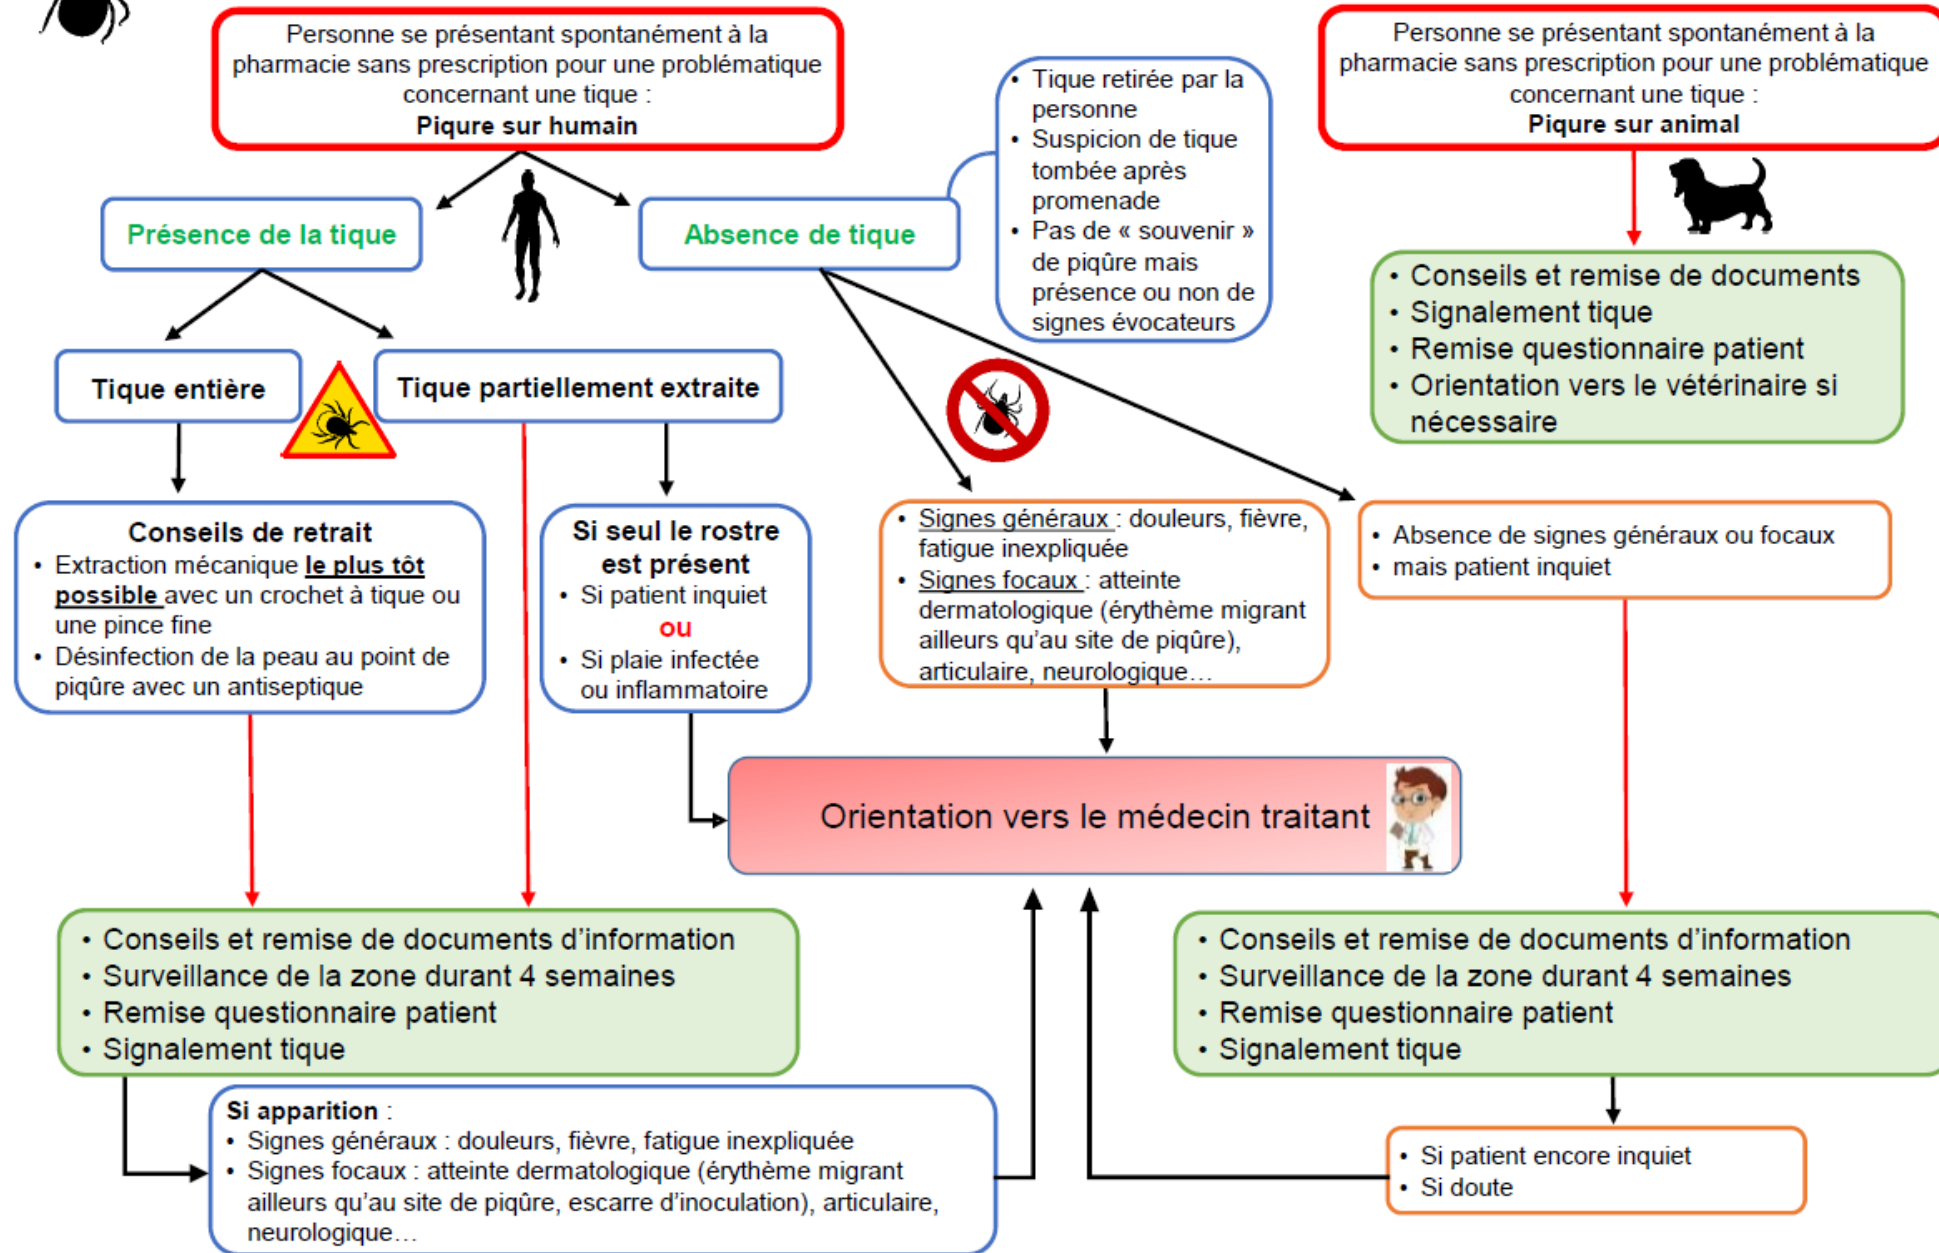 Personne se présentant spontanément à la
pharmacie sans prescription pour une problématique
concernant une tique :
Piqure sur humain
• Tique retirée par la
personne
• Suspicion de tique
tombée après
promenade
• Pas de « souvenir »
de piqûre mais
présence ou non de
signes évocateurs
Personne se présentant spontanément à la
pharmacie sans prescription pour une problématique
concernant une tique :
Piqure sur animal
Présence de la tique
Absence de tique
• Conseils et remise de documents
• Signalement tique
• Remise questionnaire patient
• Orientation vers le vétérinaire si
nécessaire
Tique entière
Tique partiellement extraite
Conseils de retrait
• Extraction mécanique le plus tôt
possible avec un crochet à tique ou
une pince fine
• Désinfection de la peau au point de
piqûre avec un antiseptique
Si seul le rostre
est présent
• Si patient inquiet
ou
• Si plaie infectée
ou inflammatoire
• Signes généraux : douleurs, fièvre,
fatigue inexpliquée
• Signes focaux : atteinte
dermatologique (érythème migrant
ailleurs qu'au site de piqûre),
articulaire, neurologique…
• Absence de signes généraux ou focaux
• mais patient inquiet
Orientation vers le médecin traitant
• Conseils et remise de documents d'information
• Surveillance de la zone durant 4 semaines
• Remise questionnaire patient
• Signalement tique
• Conseils et remise de documents d'information
• Surveillance de la zone durant 4 semaines
• Remise questionnaire patient
• Signalement tique
Si apparition :
• Signes généraux : douleurs, fièvre, fatigue inexpliquée
• Signes focaux : atteinte dermatologique (érythème migrant
ailleurs qu'au site de piqûre, escarre d'inoculation), articulaire,
neurologique…
• Si patient encore inquiet
• Si doute